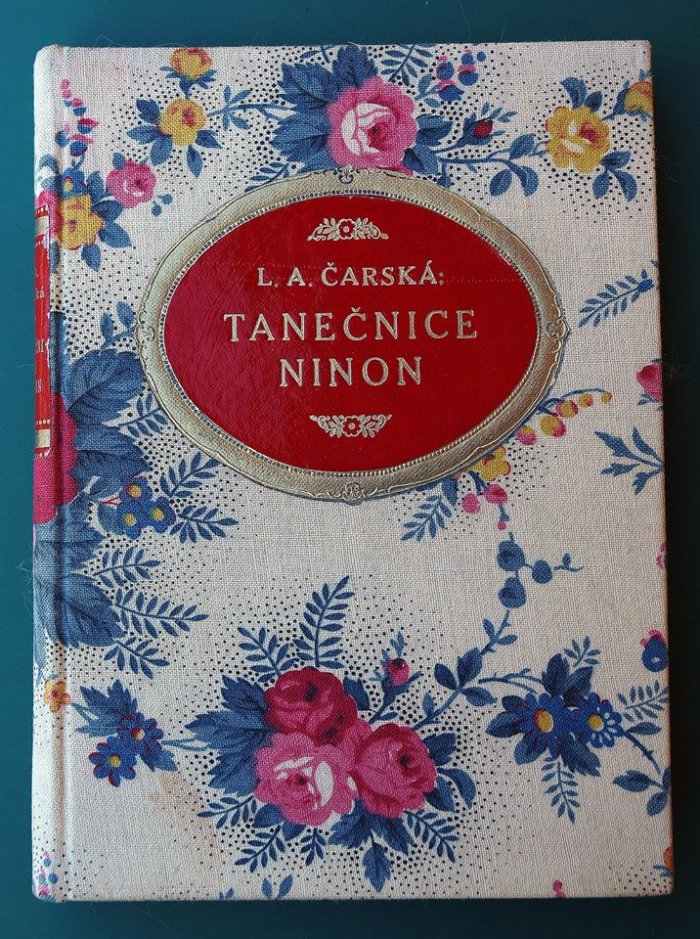 L. A. ČARSKÁ:
TANEČNICE
NINON